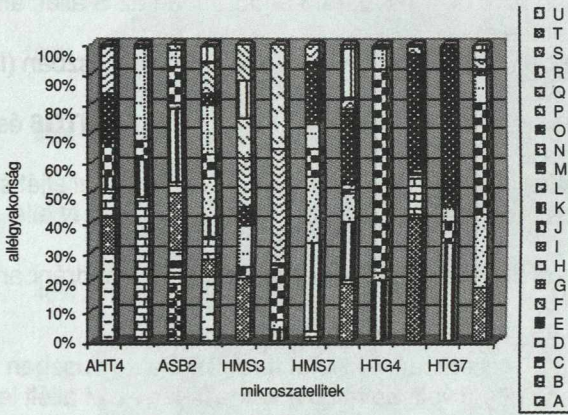 100%
90%
80%
70%
60%
50%
40%
30%
20%
10%
0%
allélgyakoriság
AHT4 ASB2 HMS3 HMS7 HTG4 HTG7
mikroszatellitek
U
T
S
R
Q
P
O
N
M
L
K
J
I
H
G
F
E
D
C
B
A